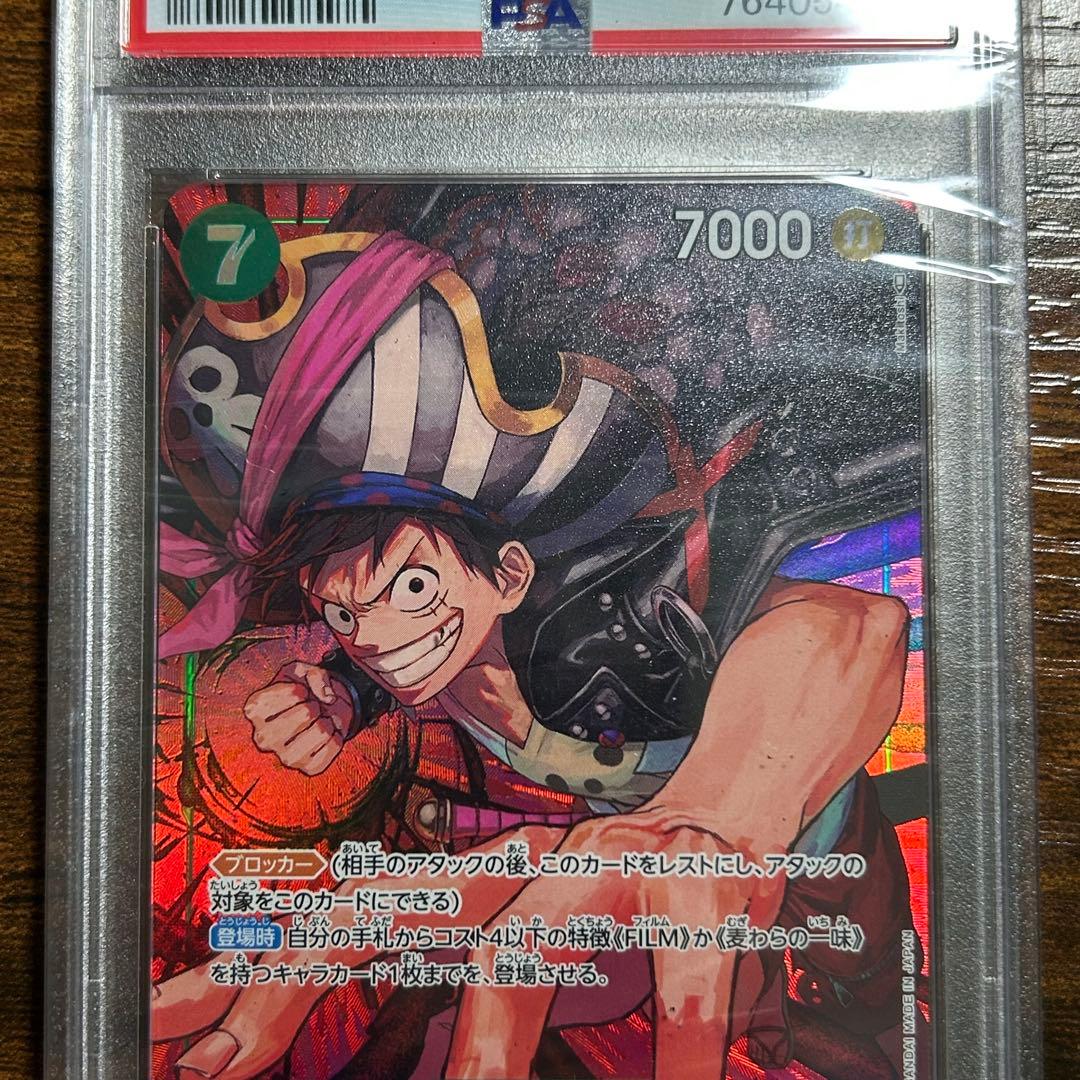 PSA
7
7000 打
ブロッカー (相手のアタックの後、このカードをレストにし、アタックの
対象をこのカードにできる)
登場時 自分の手札からコスト4以下の特徴《FILM》か《麦わらの一味》
を持つキャラカード1枚までを、登場させる。
MADE IN JAPAN